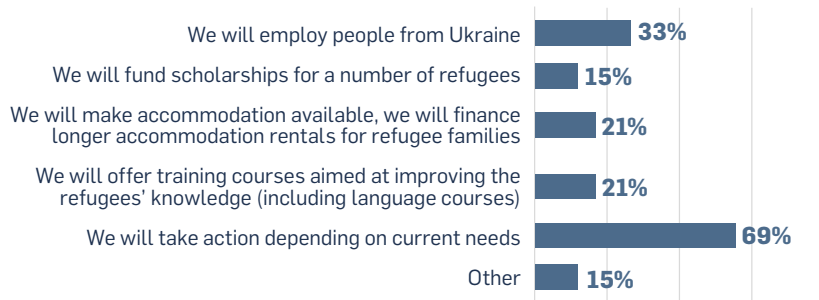 We will employ people from Ukraine 33%
We will fund scholarships for a number of refugees 15%
We will make accommodation available, we will finance
longer accommodation rentals for refugee families 21%
We will offer training courses aimed at improving the
refugees’ knowledge (including language courses) 21%
We will take action depending on current needs 69%
Other 15%